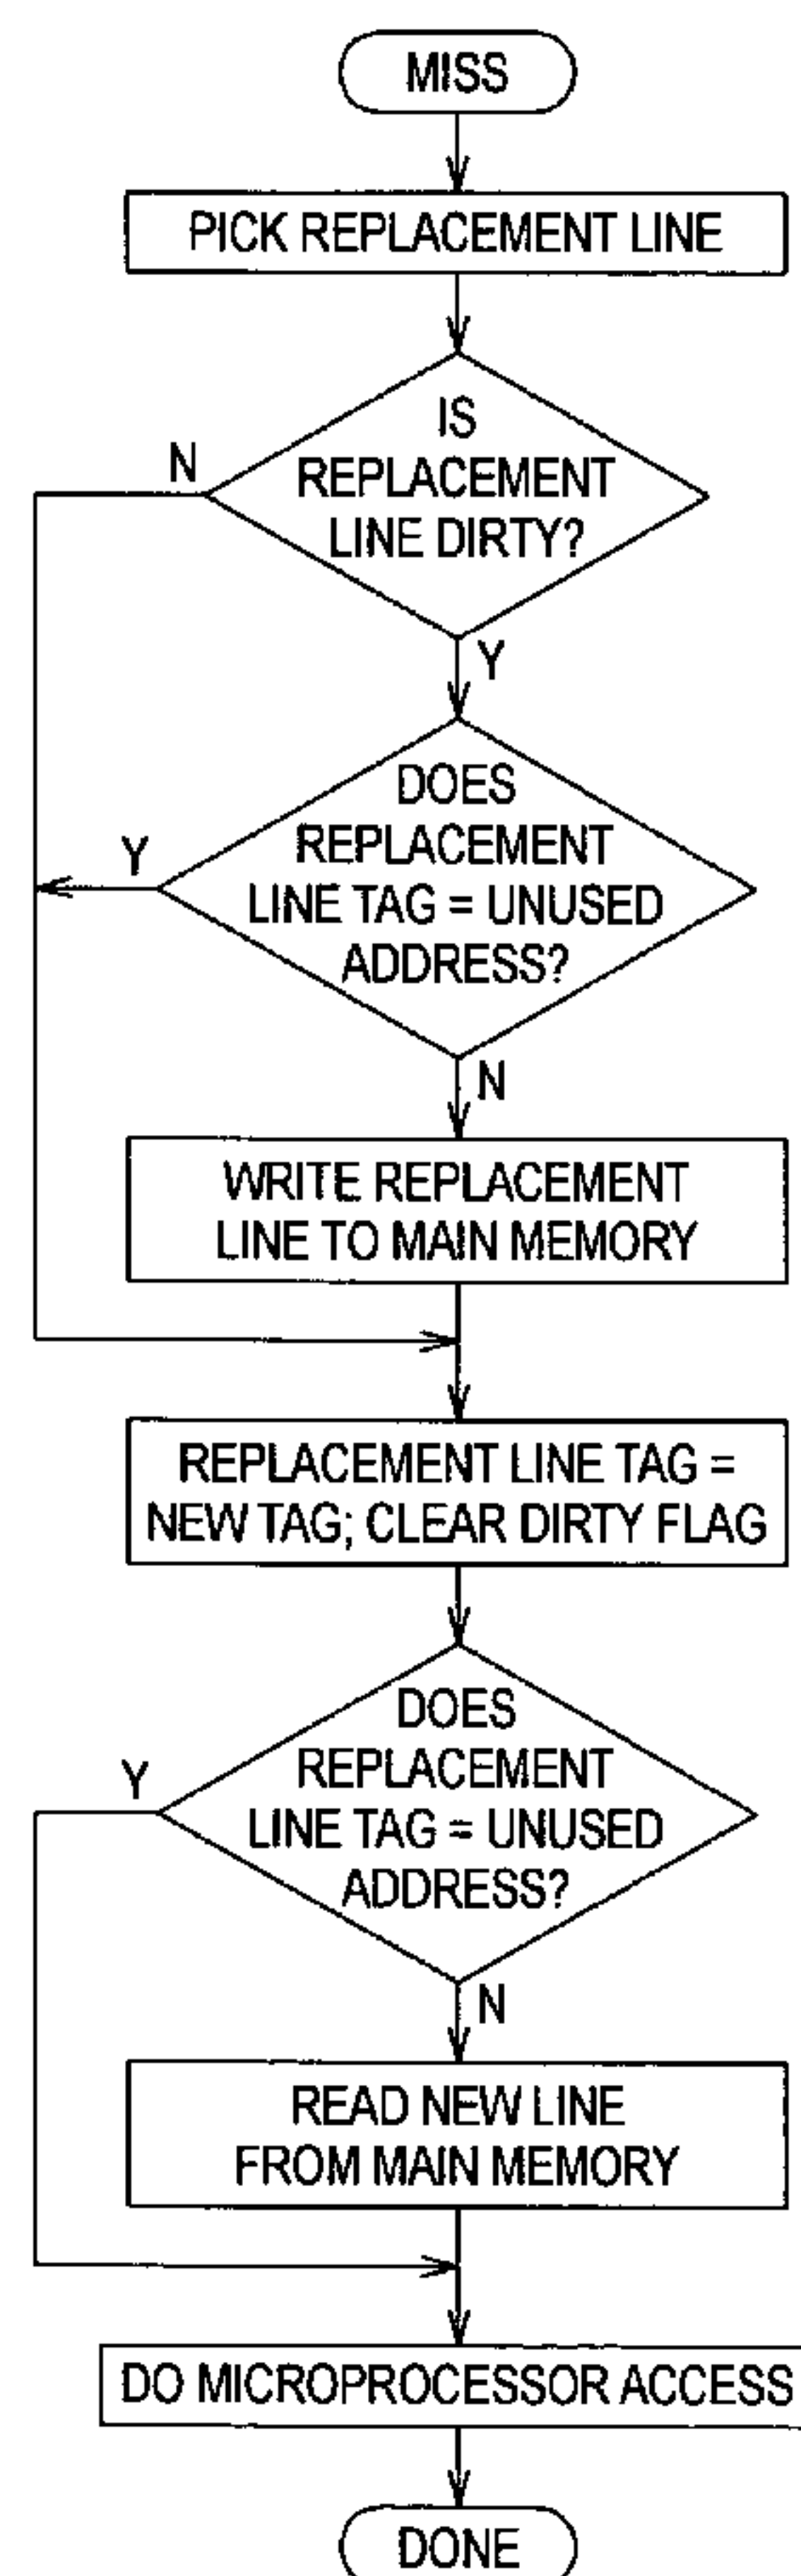 MISS
PICK REPLACEMENT LINE
IS
REPLACEMENT
LINE DIRTY?
N
Y
DOES
REPLACEMENT
LINE TAG = UNUSED
ADDRESS?
Y
N
WRITE REPLACEMENT
LINE TO MAIN MEMORY
REPLACEMENT LINE TAG =
NEW TAG; CLEAR DIRTY FLAG
DOES
REPLACEMENT
LINE TAG = UNUSED
ADDRESS?
Y
N
READ NEW LINE
FROM MAIN MEMORY
DO MICROPROCESSOR ACCESS
DONE